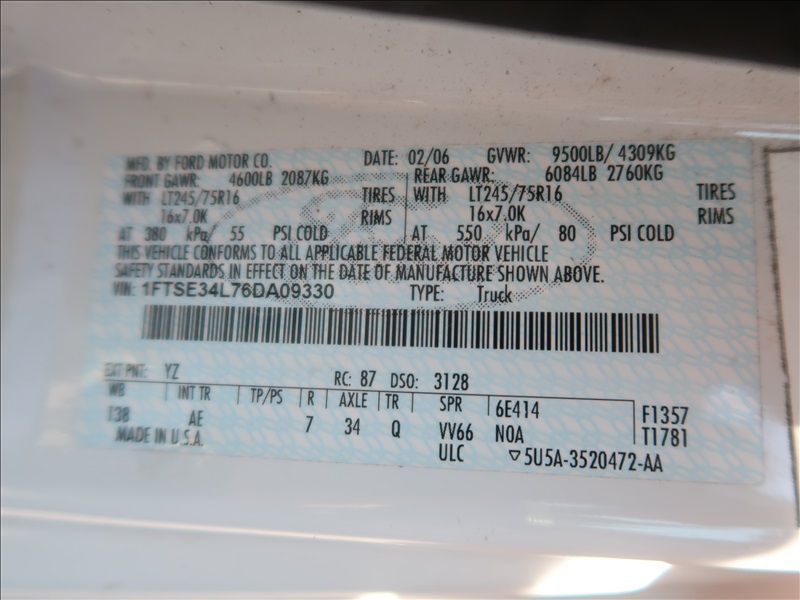 MFD. BY FORD MOTOR CO. DATE: 02/06 GVWR: 9500LB/ 4309KG
FRONT GAWR: 4600LB 2087KG REAR GAWR: 6084LB 2760KG
WITH LT245/75R16 TIRES WITH LT245/75R16 TIRES
16x7.0K RIMS 16x7.0K RIMS
AT 380 kPa/ 55 PSI COLD AT 550 kPa/ 80 PSI COLD
THIS VEHICLE CONFORMS TO ALL APPLICABLE FEDERAL MOTOR VEHICLE
SAFETY STANDARDS IN EFFECT ON THE DATE OF MANUFACTURE SHOWN ABOVE.
VIN: 1FTSE34L76DA09330 TYPE: Truck
EXT PNT: YZ RC: 87 DSO: 3128
WB INT TR TP/PS R AXLE TR SPR 6E414 F1357
138 AE 7 34 Q VV66 NOA T1781
MADE IN U.S.A. ULC ▽5U5A-3520472-AA